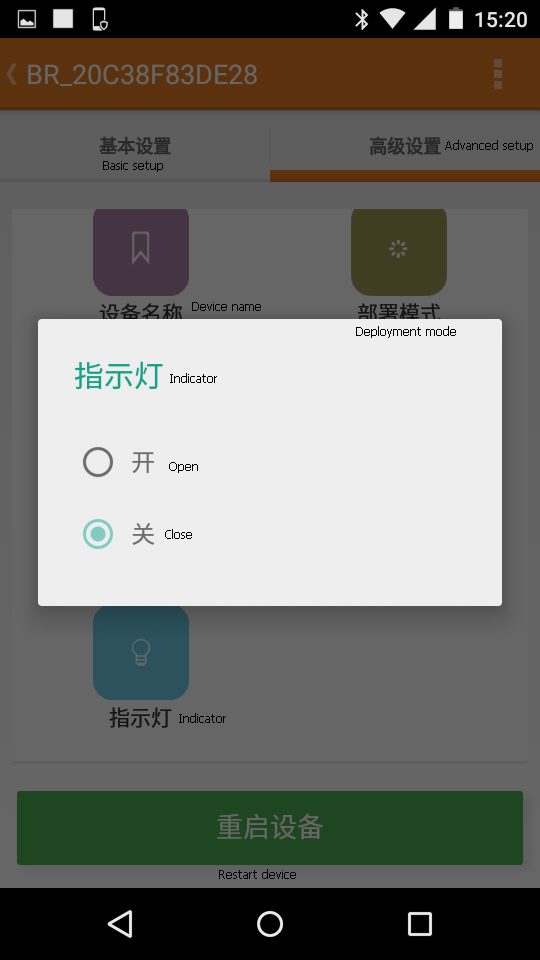 15:20
BR_20C38F83DE28
基本设置
Basic setup
高级设置 Advanced setup
设备名称 Device name
部署模式
Deployment mode
指示灯 Indicator
开 Open
关 Close
指示灯 Indicator
重启设备
Restart device